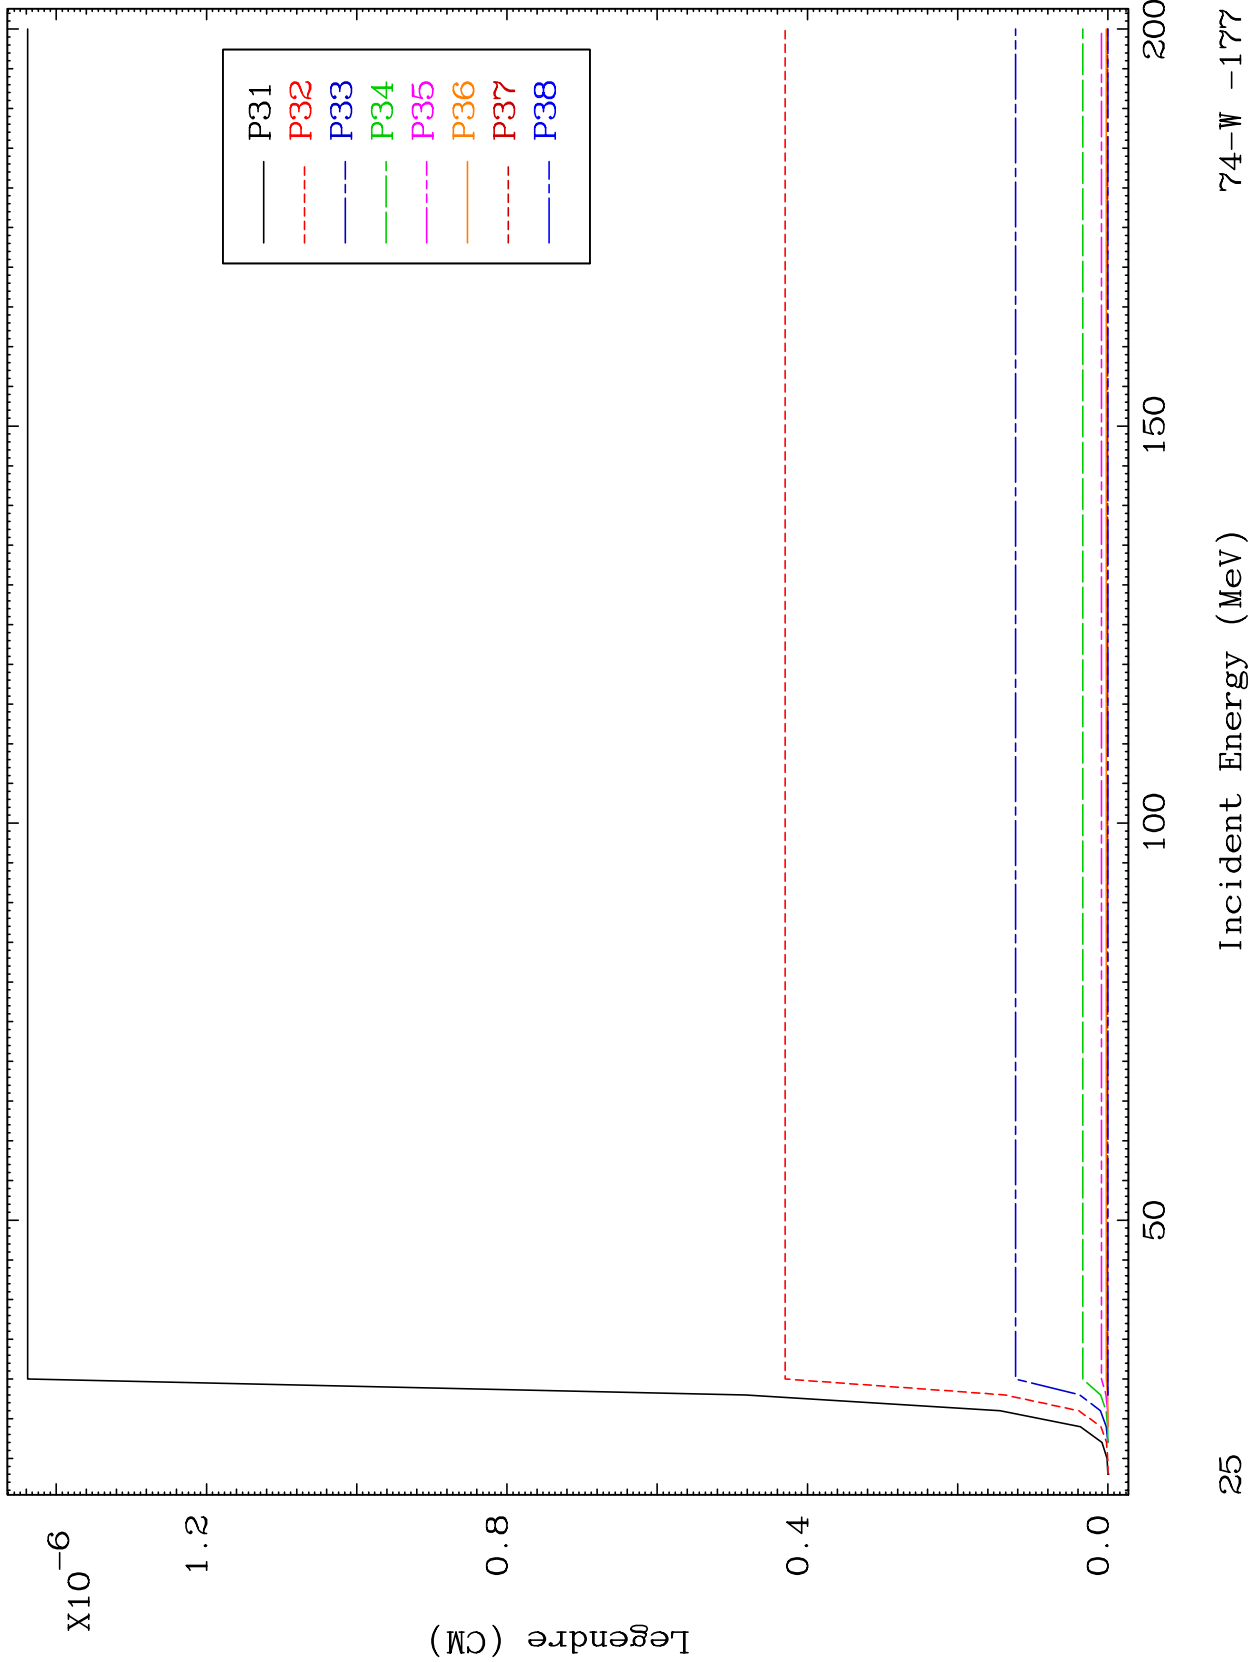 X10⁻⁶
Legendre (CM)
1.2
0.8
0.4
0.0
P31
P32
P33
P34
P35
P36
P37
P38
50
100
150
200
25
Incident Energy (MeV)
74-W -177